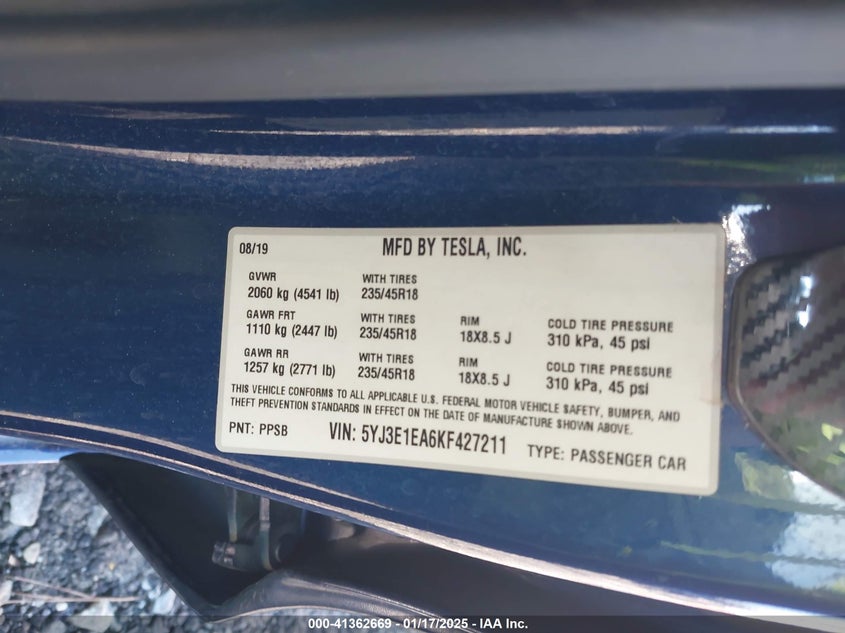 08/19 MFD BY TESLA, INC.
GVWR WITH TIRES
2060 kg (4541 lb) 235/45R18
GAWR FRT WITH TIRES RIM COLD TIRE PRESSURE
1110 kg (2447 lb) 235/45R18 18X8.5 J 310 kPa, 45 psi
GAWR RR WITH TIRES RIM COLD TIRE PRESSURE
1257 kg (2771 lb) 235/45R18 18X8.5 J 310 kPa, 45 psi
THIS VEHICLE CONFORMS TO ALL APPLICABLE U.S. FEDERAL MOTOR VEHICLE SAFETY, BUMPER, AND
THEFT PREVENTION STANDARDS IN EFFECT ON THE DATE OF MANUFACTURE SHOWN ABOVE.
PNT: PPSB VIN: 5YJ3E1EA6KF427211 TYPE: PASSENGER CAR
000-41362669 - 01/17/2025 - IAA Inc.